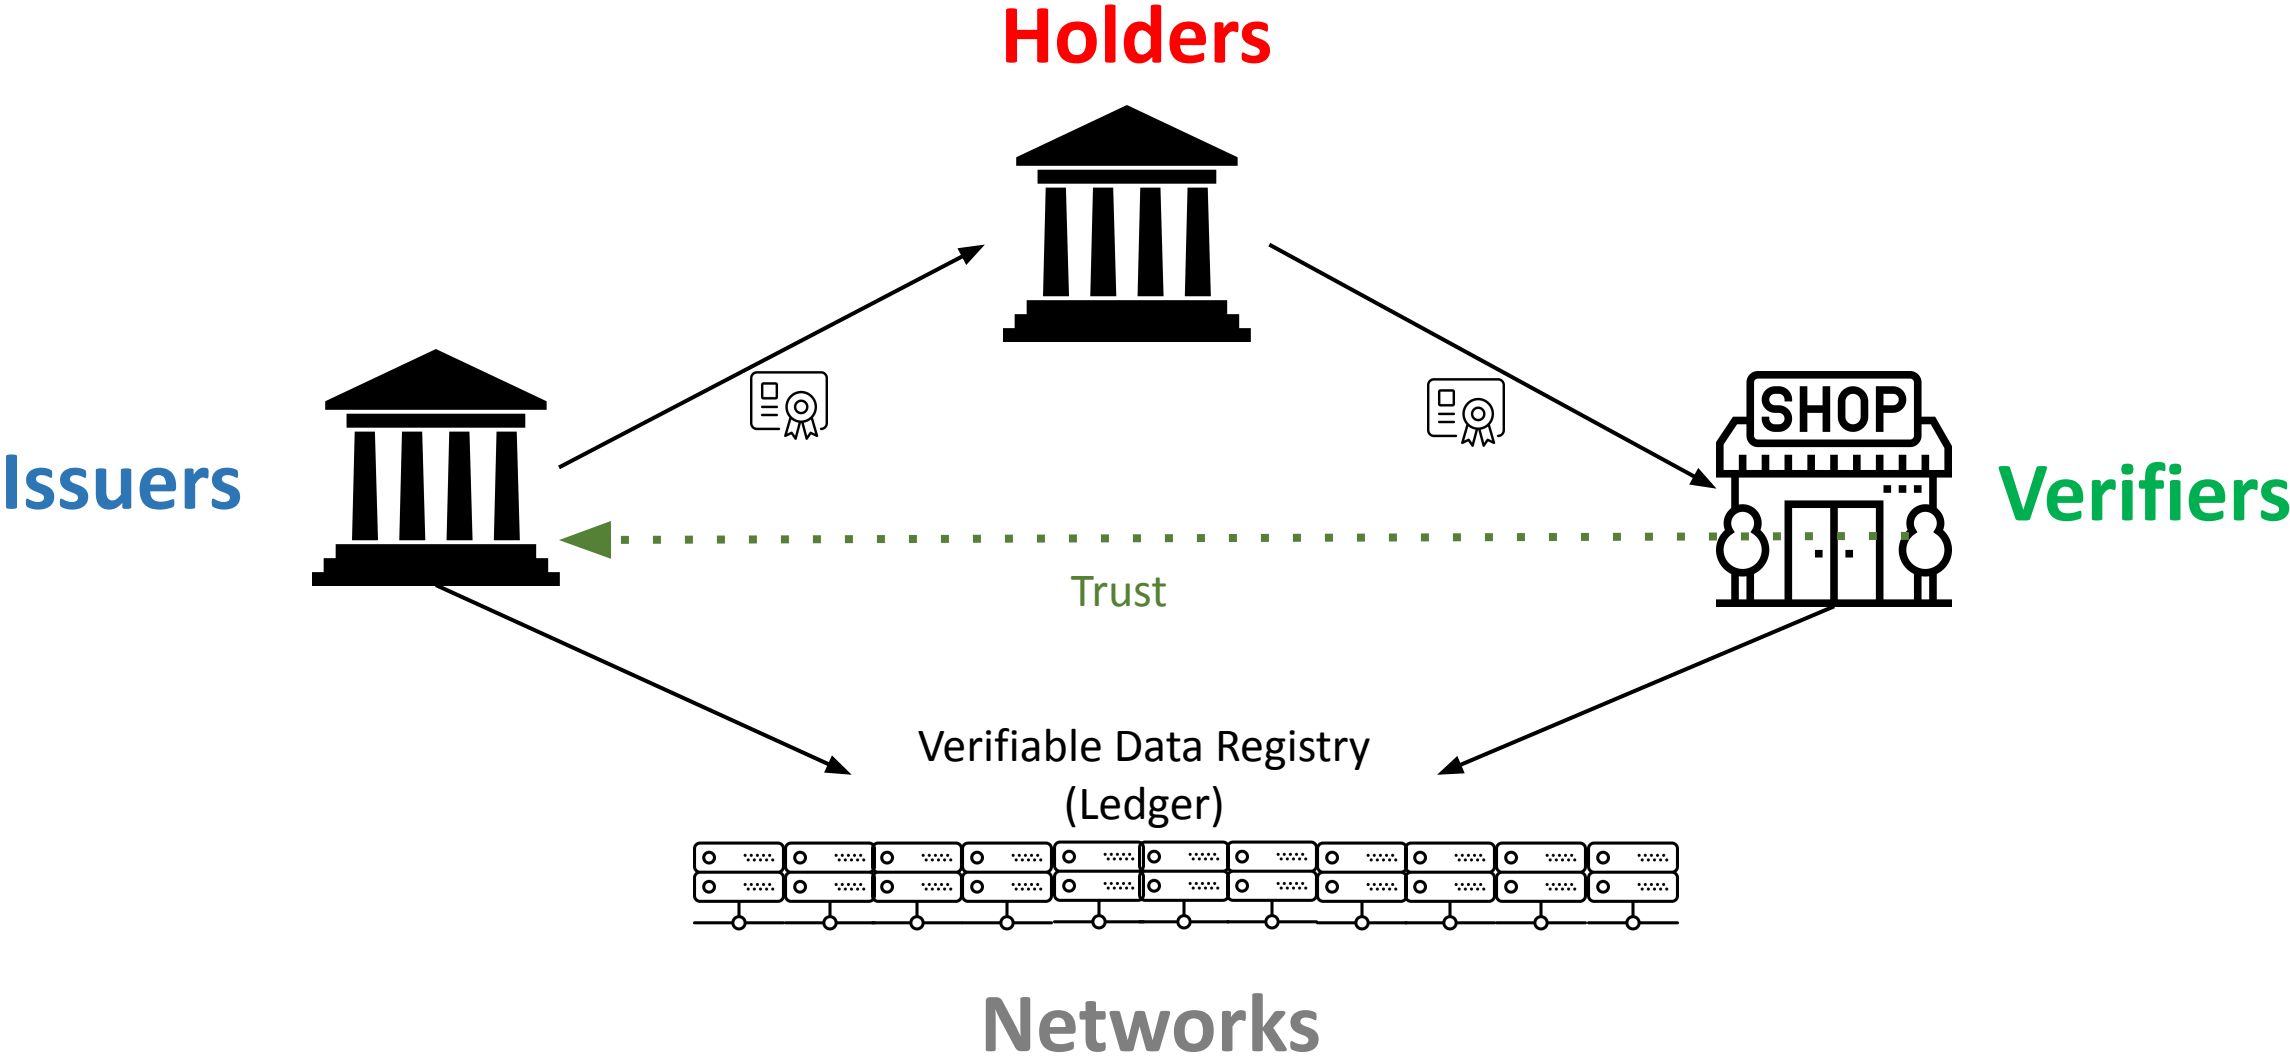 Holders
SHOP
Issuers
Verifiers
Trust
Verifiable Data Registry
(Ledger)
Networks